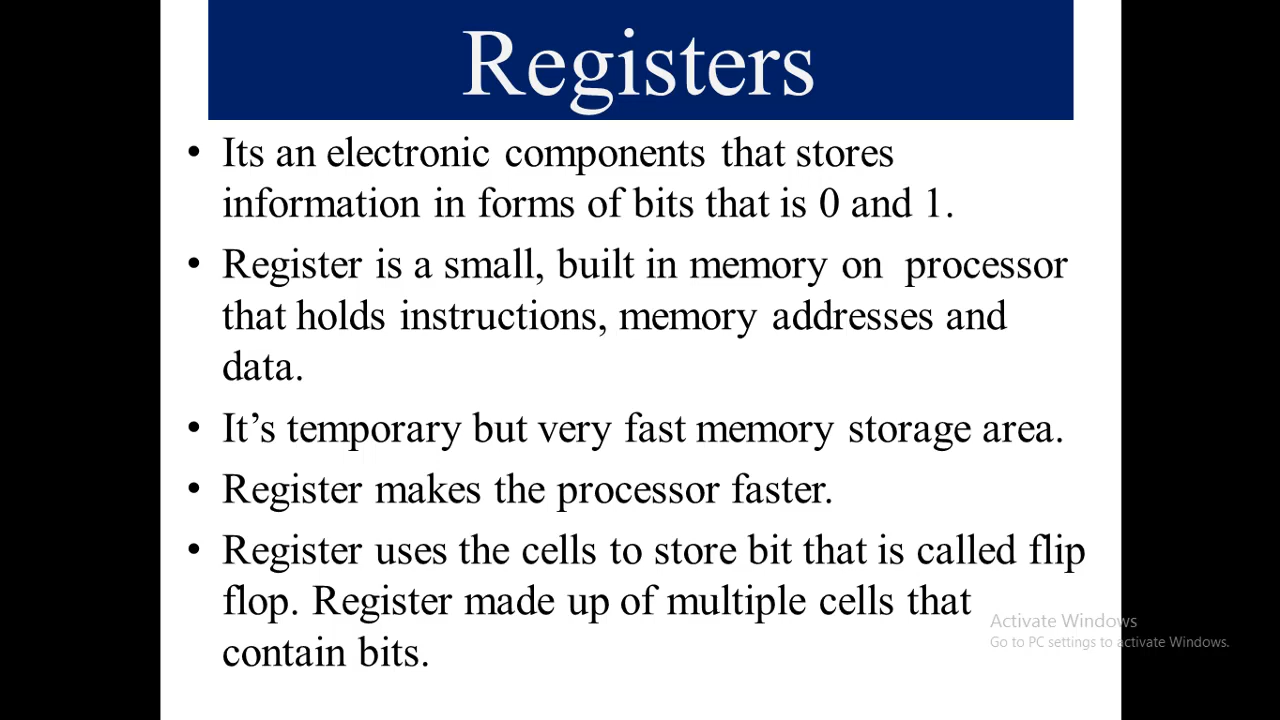 Registers
• Its an electronic components that stores
information in forms of bits that is 0 and 1.
• Register is a small, built in memory on  processor
that holds instructions, memory addresses and
data.
• It’s temporary but very fast memory storage area.
• Register makes the processor faster.
• Register uses the cells to store bit that is called flip
flop. Register made up of multiple cells that
contain bits.
Activate Windows
Go to PC settings to activate Windows.